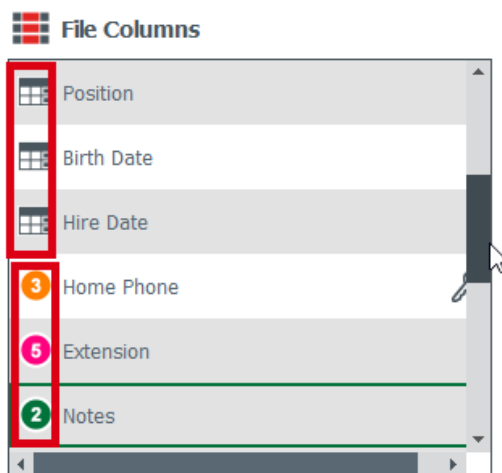 File Columns
Position
Birth Date
Hire Date
3 Home Phone
5 Extension
2 Notes